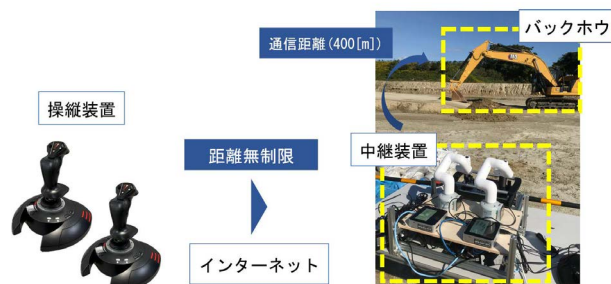 バックホウ
通信距離(400[m])
操縦装置
距離無制限
中継装置
インターネット